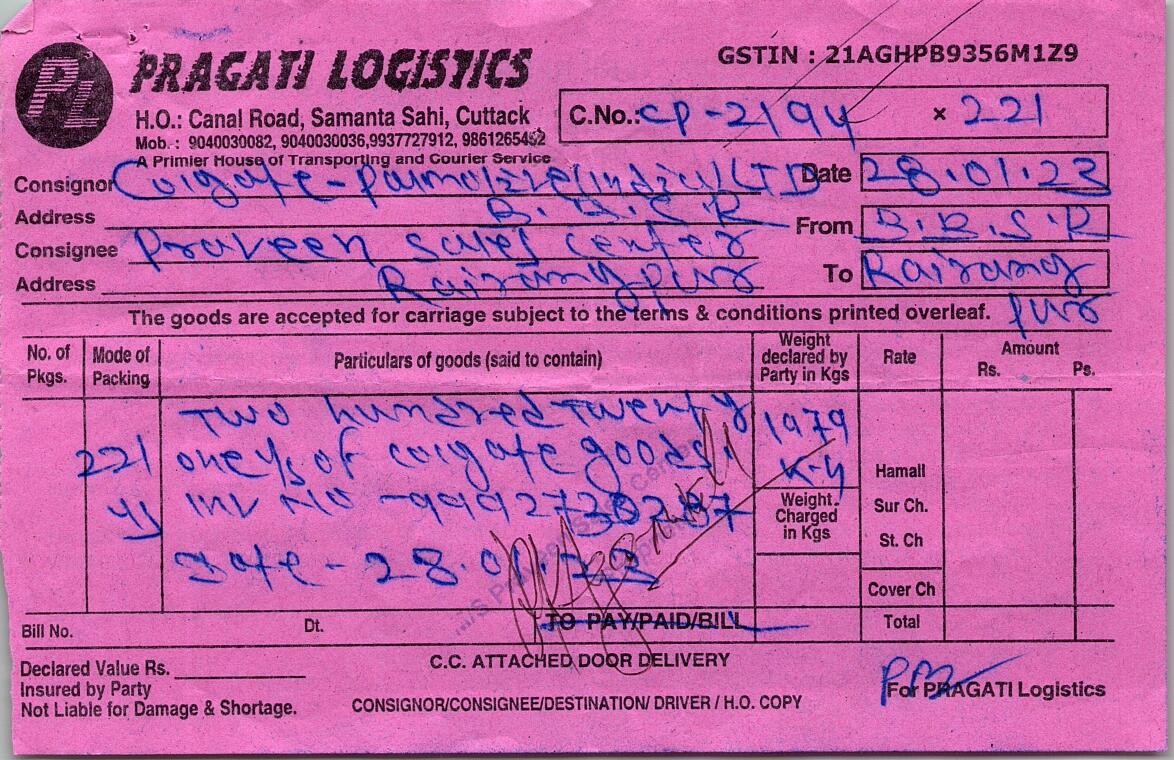 PRAGATI LOGISTICS
GSTIN : 21AGHPB9356M1Z9
H.O.: Canal Road, Samanta Sahi, Cuttack
Mob. : 9040030082, 9040030036,9937727912, 9861265452
A Primier House of Transporting and Courier Service
C.No.: CP-2194 × 221
Consignor Colgate-Palmolive (India) LTD Date 28.01.23
Address B.B.S.R From B.B.S.R
Consignee Praveen sales center
Address Rairangpur To Rairangpur
The goods are accepted for carriage subject to the terms & conditions printed overleaf.
No. of Pkgs. Mode of Packing Particulars of goods (said to contain) Weight declared by Party in Kgs Rate Amount Rs. Ps.
Two hundred twenty
221 of colgate goods. 1979
Inv No - 9992730287
Date - 28.01.23
Weight. Charged in Kgs
Hamali
Sur Ch.
St. Ch
Cover Ch
Bill No. Dt. TO PAY/PAID/BILL Total
Declared Value Rs.
C.C. ATTACHED DOOR DELIVERY
Insured by Party
For PRAGATI Logistics
Not Liable for Damage & Shortage.
CONSIGNOR/CONSIGNEE/DESTINATION/ DRIVER / H.O. COPY